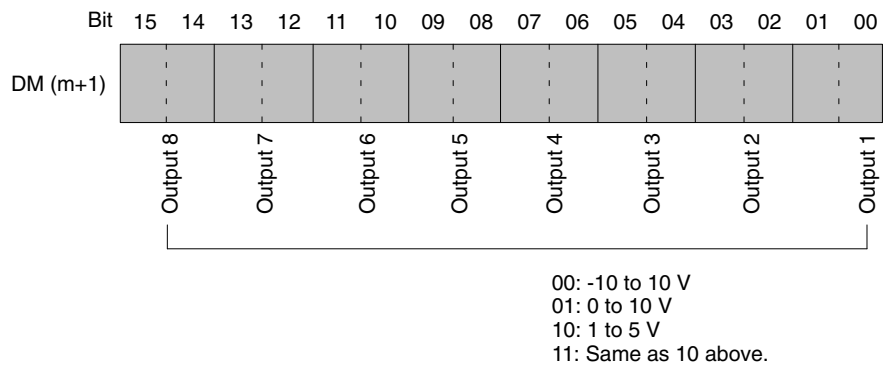 Bit 15 14 13 12 11 10 09 08 07 06 05 04 03 02 01 00
DM (m+1)
Output 8 Output 7 Output 6 Output 5 Output 4 Output 3 Output 2 Output 1
00: -10 to 10 V
01: 0 to 10 V
10: 1 to 5 V
11: Same as 10 above.